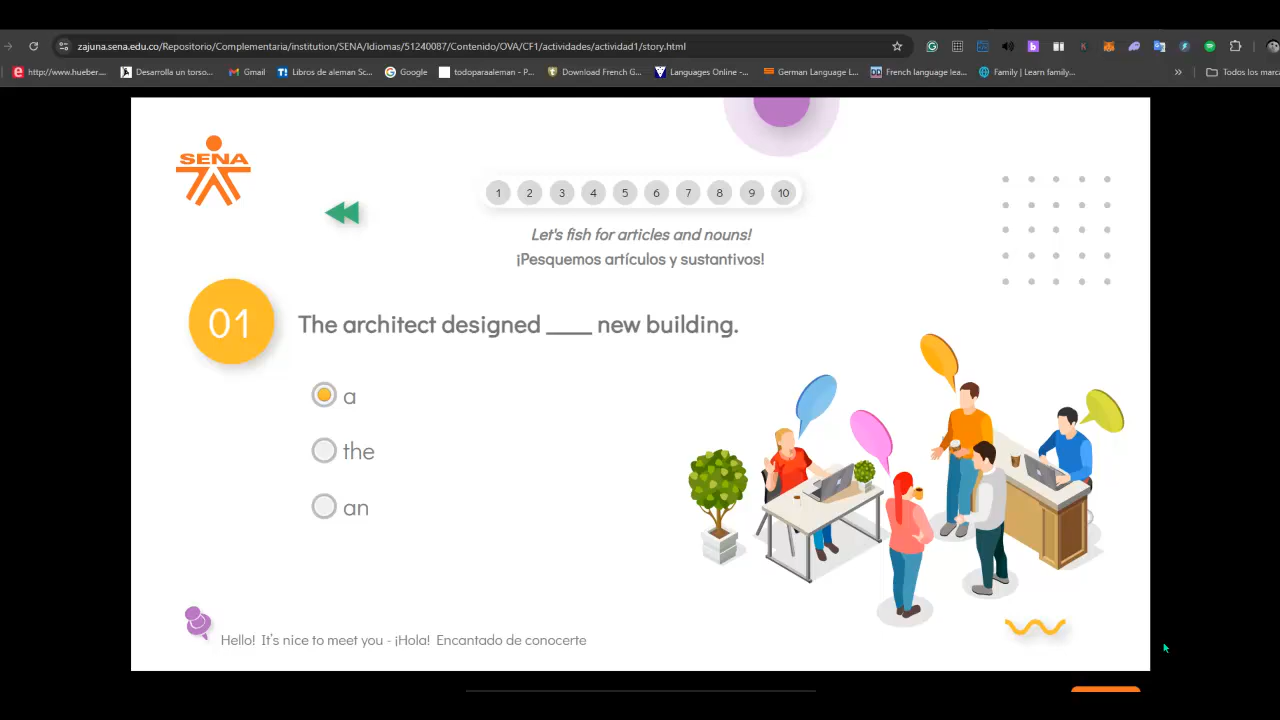 zajuna.sena.edu.co/Repositorio/Complementaria/institution/SENA/Idiomas/51240087/Contenido/OVA/CF1/actividades/actividad1/story.html
http://www.hueber.... Desarrolla un torso... Gmail Libros de aleman Sc... Google todoparaaleman - P... Download French G... Languages Online -... German Language L... French language lea... Family | Learn family... » Todos los marc
SENA
1 2 3 4 5 6 7 8 9 10
Let's fish for articles and nouns!
¡Pesquemos artículos y sustantivos!
01
The architect designed ____ new building.
a
the
an
Hello! It's nice to meet you - ¡Hola! Encantado de conocerte